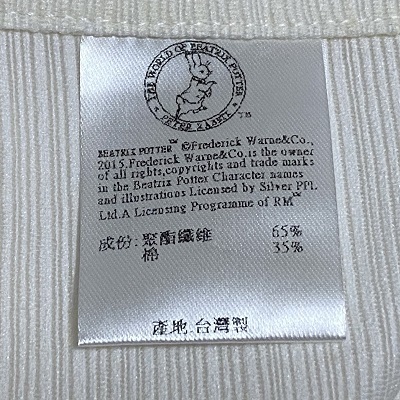 THE WORLD OF BEATRIX POTTER
PETER RABBIT
TM
BEATRIX POTTER™ ©Frederick Warne&Co.,
2015.Frederick Warne&Co.is the owner
of all rights,copyrights and trade marks
in the Beatrix Potter Character names
and illustrations Licensed by Silver PPL
Ltd.A Licensing Programme of RM™
成份: 聚酯纖維 65%
棉 35%
產地 台灣製